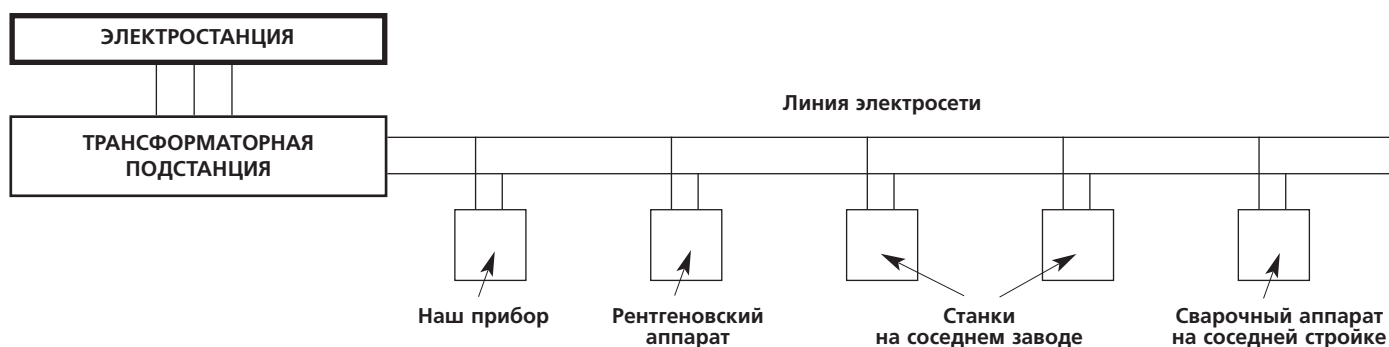 ЭЛЕКТРОСТАНЦИЯ
Линия электросети
ТРАНСФОРМАТОРНАЯ
ПОДСТАНЦИЯ
Наш прибор
Рентгеновский
аппарат
Станки
на соседнем заводе
Сварочный аппарат
на соседней стройке